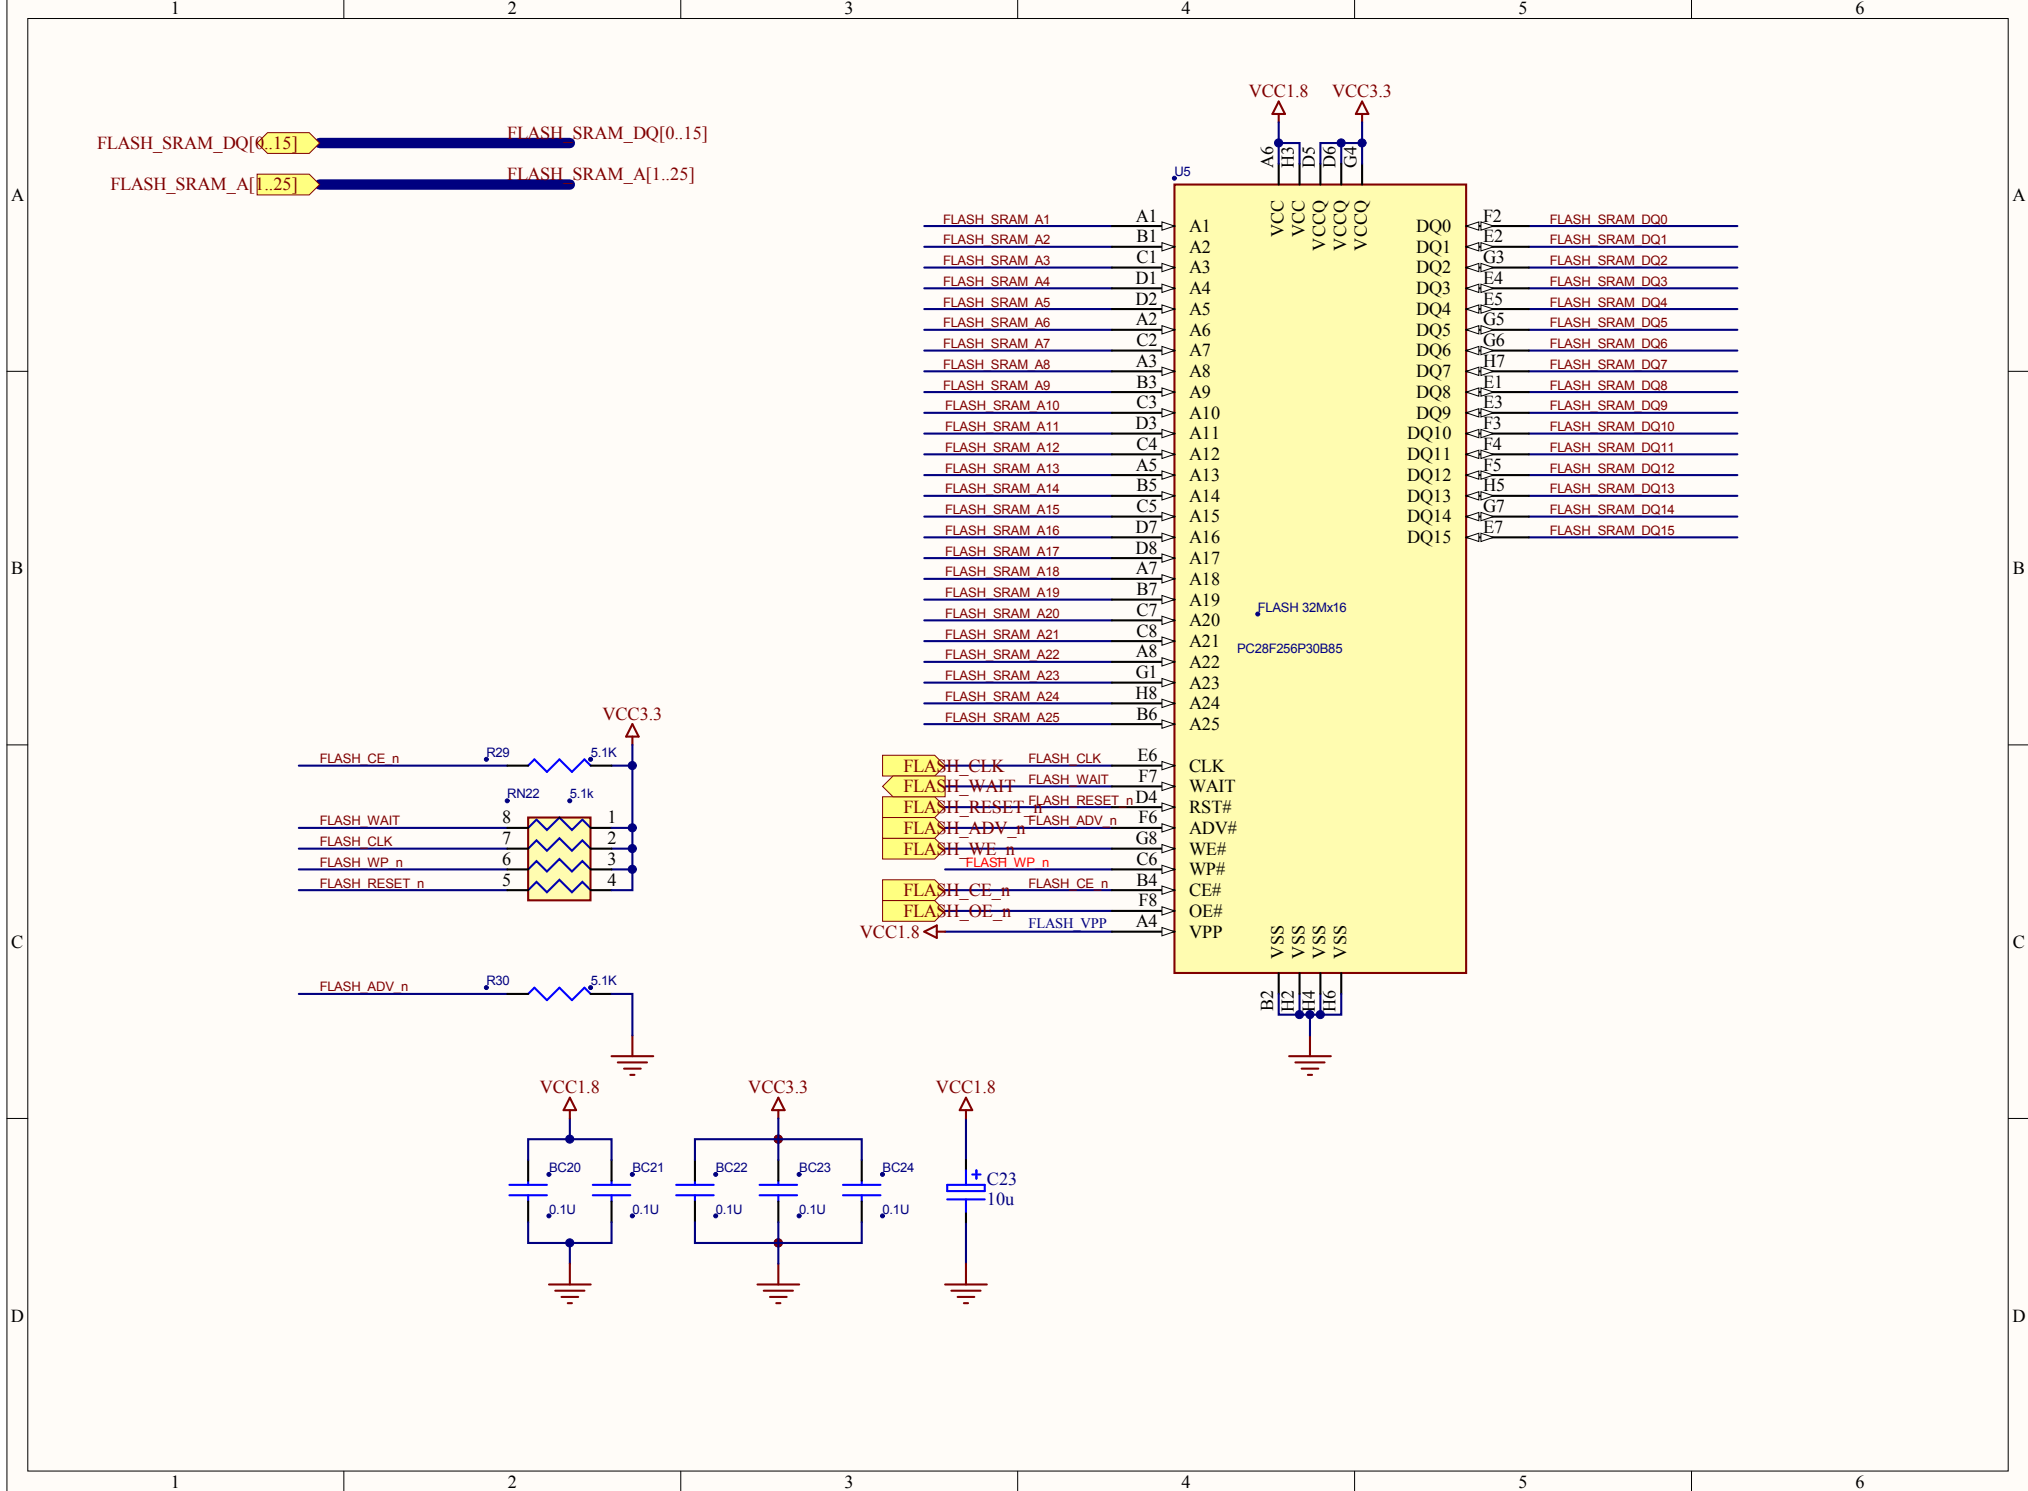 1 2 3 4 5 6
VCC1.8 VCC3.3
FLASH_SRAM_DQ[0..15] FLASH_SRAM_DQ[0..15]
FLASH_SRAM_A[1..25] FLASH_SRAM_A[1..25]
A A
A6 H3 D5 D6 G4
U5
VCC VCC VCCQ VCCQ VCCQ
FLASH_SRAM_A1 A1 A1 DQ0 F2 FLASH_SRAM_DQ0
FLASH_SRAM_A2 B1 A2 DQ1 E2 FLASH_SRAM_DQ1
FLASH_SRAM_A3 C1 A3 DQ2 G3 FLASH_SRAM_DQ2
FLASH_SRAM_A4 D1 A4 DQ3 E4 FLASH_SRAM_DQ3
FLASH_SRAM_A5 D2 A5 DQ4 E5 FLASH_SRAM_DQ4
FLASH_SRAM_A6 A2 A6 DQ5 G5 FLASH_SRAM_DQ5
FLASH_SRAM_A7 C2 A7 DQ6 G6 FLASH_SRAM_DQ6
FLASH_SRAM_A8 A3 A8 DQ7 H7 FLASH_SRAM_DQ7
FLASH_SRAM_A9 B3 A9 DQ8 E1 FLASH_SRAM_DQ8
FLASH_SRAM_A10 C3 A10 DQ9 E3 FLASH_SRAM_DQ9
FLASH_SRAM_A11 D3 A11 DQ10 F3 FLASH_SRAM_DQ10
FLASH_SRAM_A12 C4 A12 DQ11 F4 FLASH_SRAM_DQ11
FLASH_SRAM_A13 A5 A13 DQ12 F5 FLASH_SRAM_DQ12
FLASH_SRAM_A14 B5 A14 DQ13 H5 FLASH_SRAM_DQ13
FLASH_SRAM_A15 C5 A15 DQ14 G7 FLASH_SRAM_DQ14
FLASH_SRAM_A16 D7 A16 DQ15 E7 FLASH_SRAM_DQ15
FLASH_SRAM_A17 D8 A17
B B
FLASH_SRAM_A18 A7 A18
FLASH_SRAM_A19 B7 A19
FLASH 32Mx16
FLASH_SRAM_A20 C7 A20
FLASH_SRAM_A21 C8 A21
PC28F256P30B85
FLASH_SRAM_A22 A8 A22
FLASH_SRAM_A23 G1 A23
FLASH_SRAM_A24 H8 A24
FLASH_SRAM_A25 B6 A25
FLASH_CLK FLASH_CLK E6 CLK
FLASH_WAIT FLASH_WAIT F7 WAIT
FLASH_RESET_n FLASH_RESET_n D4 RST#
FLASH_ADV_n FLASH_ADV_n F6 ADV#
FLASH_WE_n G8 WE#
FLASH_WP_n C6 WP#
FLASH_CE_n FLASH_CE_n B4 CE#
FLASH_OE_n F8 OE#
VCC1.8 FLASH_VPP A4 VPP
VSS VSS VSS VSS
B2 H2 H4 H6
VCC3.3
FLASH_CE_n R29 5.1K
RN22 5.1k
FLASH_WAIT 8 1
FLASH_CLK 7 2
FLASH_WP_n 6 3
FLASH_RESET_n 5 4
C C
FLASH_ADV_n R30 5.1K
VCC1.8 VCC3.3 VCC1.8
BC20 BC21 BC22 BC23 BC24
+ C23
10u
0.1U 0.1U 0.1U 0.1U 0.1U
D D
1 2 3 4 5 6